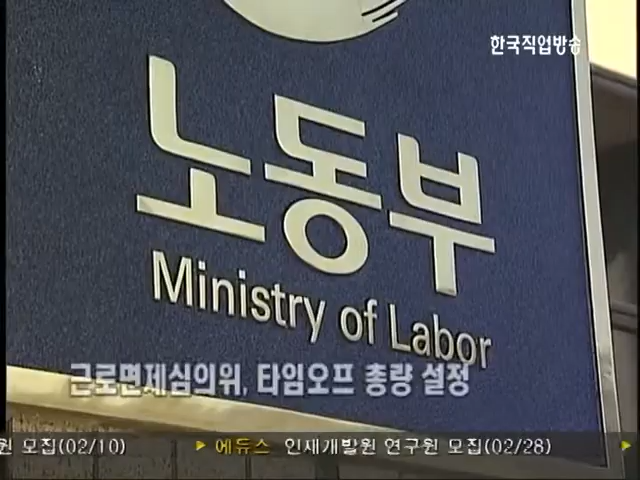 한국직업방송
노동부
Ministry of Labor
근로면제심의위, 타임오프 총량 설정
원 모집(02/10) ▶ 에듀스 인재개발원 연구원 모집(02/28) ▶